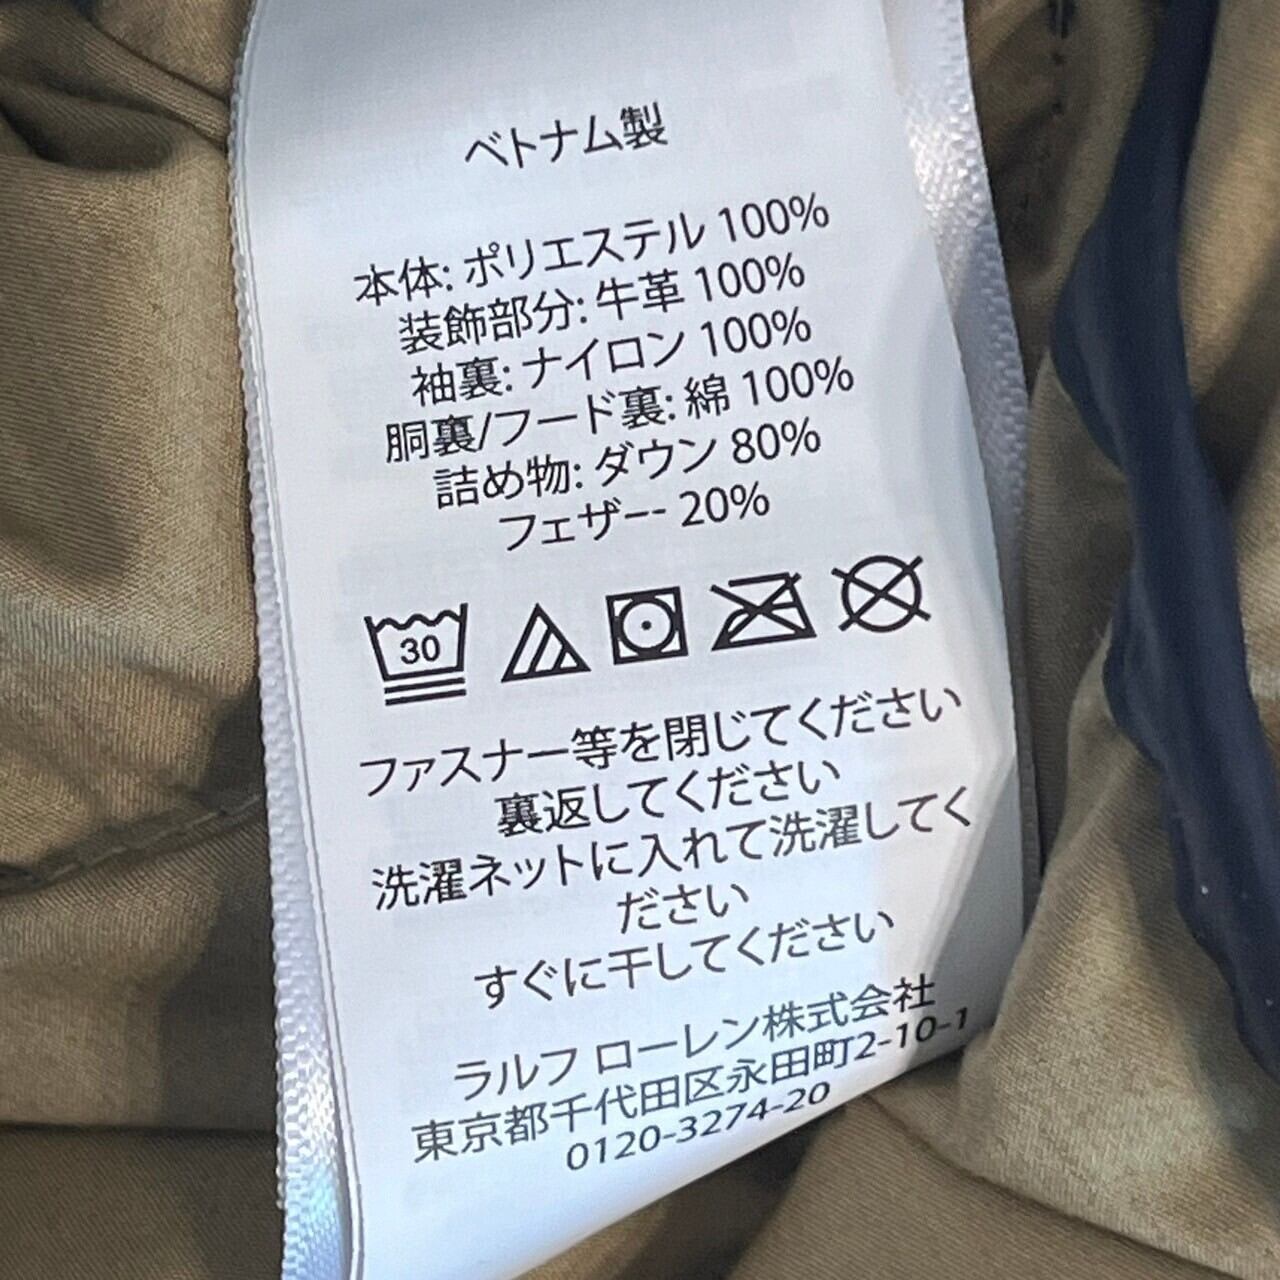 ベトナム製
本体: ポリエステル 100%
装飾部分: 牛革 100%
袖裏: ナイロン 100%
胴裏/フード裏: 綿 100%
詰め物: ダウン 80%
フェザー- 20%
30
ファスナー等を閉じてください
裏返してください
洗濯ネットに入れて洗濯してく
ださい
すぐに干してください
ラルフ ローレン株式会社
東京都千代田区永田町2-10-1
0120-3274-20